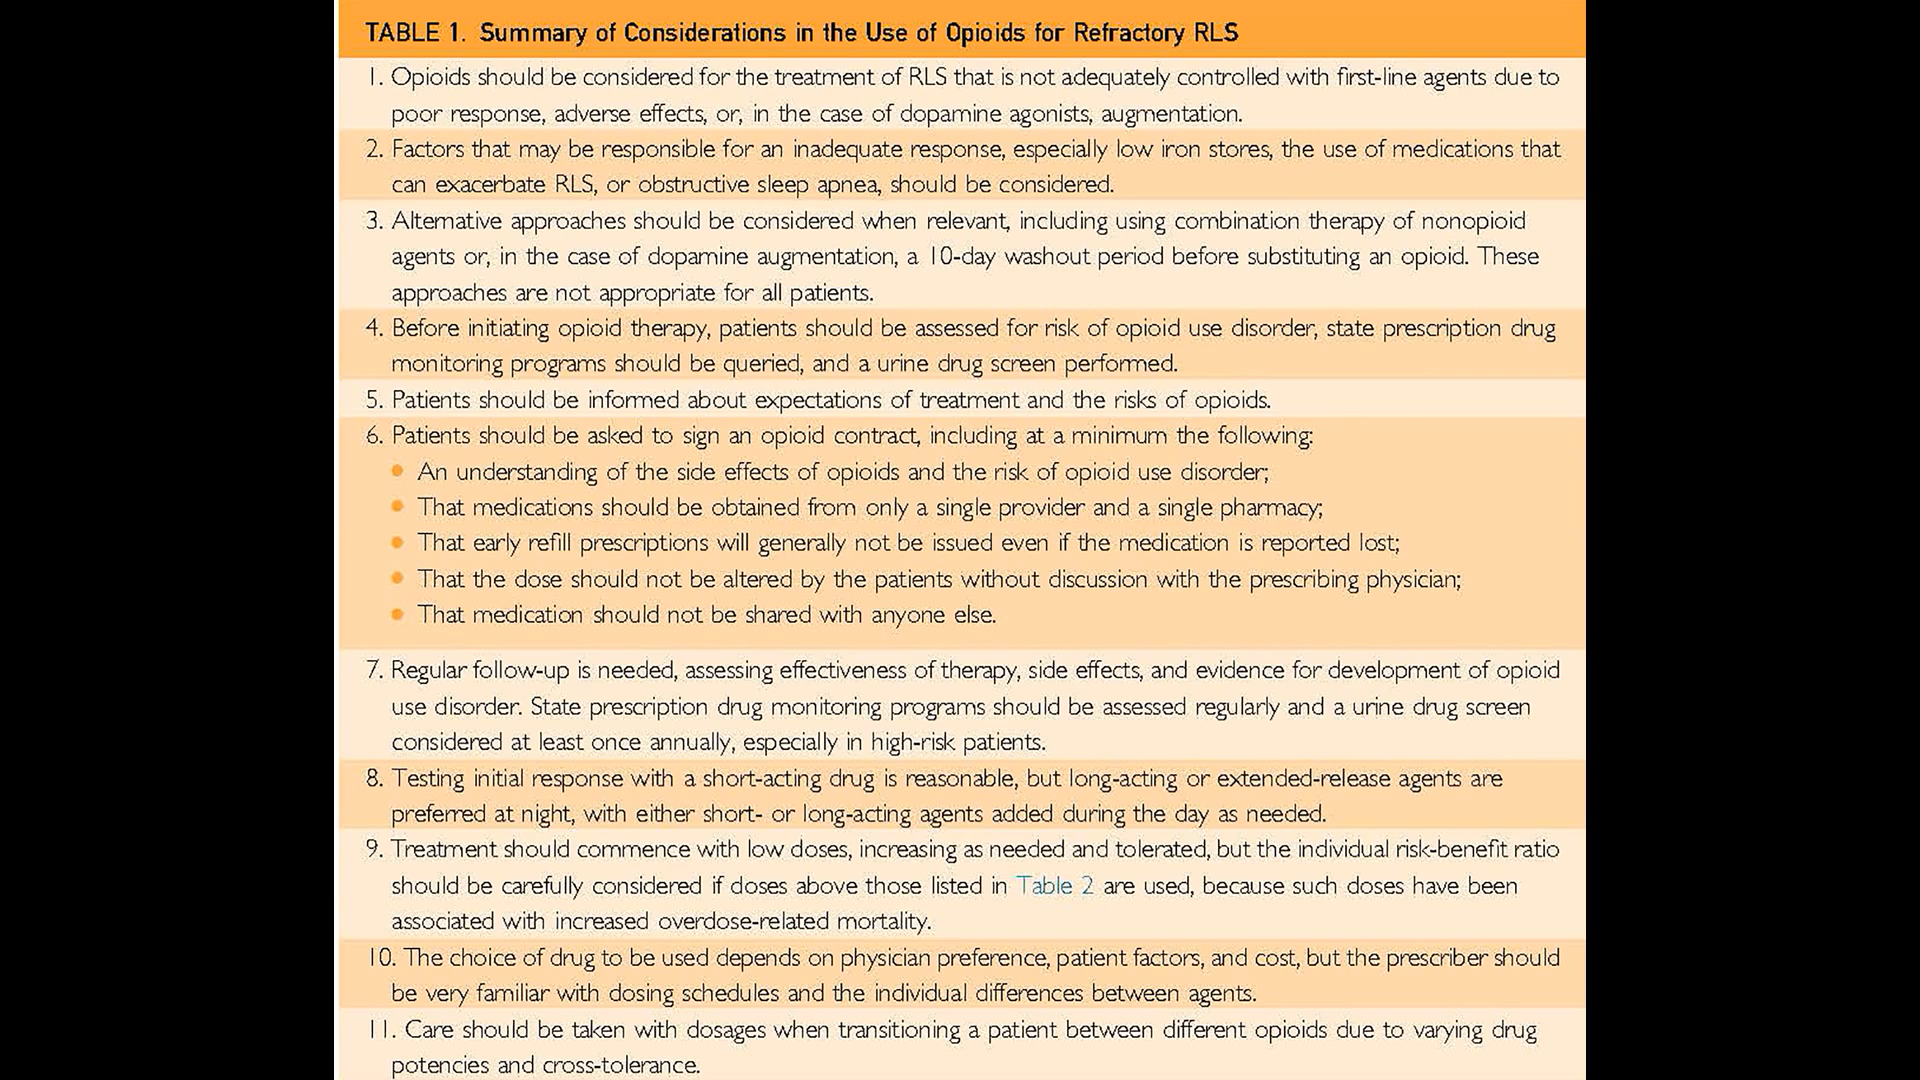 TABLE 1. Summary of Considerations in the Use of Opioids for Refractory RLS
1. Opioids should be considered for the treatment of RLS that is not adequately controlled with first-line agents due to
poor response, adverse effects, or, in the case of dopamine agonists, augmentation.
2. Factors that may be responsible for an inadequate response, especially low iron stores, the use of medications that
can exacerbate RLS, or obstructive sleep apnea, should be considered.
3. Alternative approaches should be considered when relevant, including using combination therapy of nonopioid
agents or, in the case of dopamine augmentation, a 10-day washout period before substituting an opioid. These
approaches are not appropriate for all patients.
4. Before initiating opioid therapy, patients should be assessed for risk of opioid use disorder, state prescription drug
monitoring programs should be queried, and a urine drug screen performed.
5. Patients should be informed about expectations of treatment and the risks of opioids.
6. Patients should be asked to sign an opioid contract, including at a minimum the following:
• An understanding of the side effects of opioids and the risk of opioid use disorder;
• That medications should be obtained from only a single provider and a single pharmacy;
• That early refill prescriptions will generally not be issued even if the medication is reported lost;
• That the dose should not be altered by the patients without discussion with the prescribing physician;
• That medication should not be shared with anyone else.
7. Regular follow-up is needed, assessing effectiveness of therapy, side effects, and evidence for development of opioid
use disorder. State prescription drug monitoring programs should be assessed regularly and a urine drug screen
considered at least once annually, especially in high-risk patients.
8. Testing initial response with a short-acting drug is reasonable, but long-acting or extended-release agents are
preferred at night, with either short- or long-acting agents added during the day as needed.
9. Treatment should commence with low doses, increasing as needed and tolerated, but the individual risk-benefit ratio
should be carefully considered if doses above those listed in Table 2 are used, because such doses have been
associated with increased overdose-related mortality.
10. The choice of drug to be used depends on physician preference, patient factors, and cost, but the prescriber should
be very familiar with dosing schedules and the individual differences between agents.
11. Care should be taken with dosages when transitioning a patient between different opioids due to varying drug
potencies and cross-tolerance.